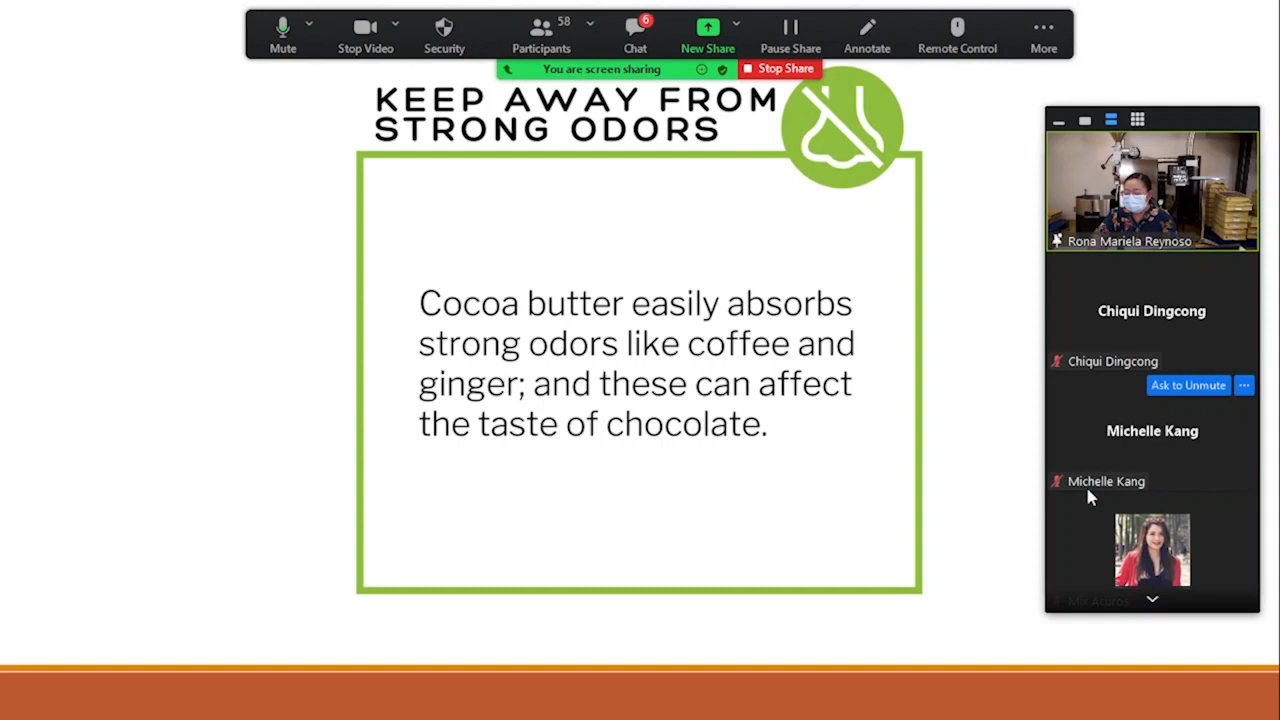 58
6
Mute
Stop Video
Security
Participants
Chat
New Share
Pause Share
Annotate
Remote Control
More
You are screen sharing
Stop Share
KEEP AWAY FROM
STRONG ODORS
Cocoa butter easily absorbs
strong odors like coffee and
ginger; and these can affect
the taste of chocolate.
Rona Mariela Reynoso
Chiqui Dingcong
Chiqui Dingcong
Ask to Unmute
Michelle Kang
Michelle Kang